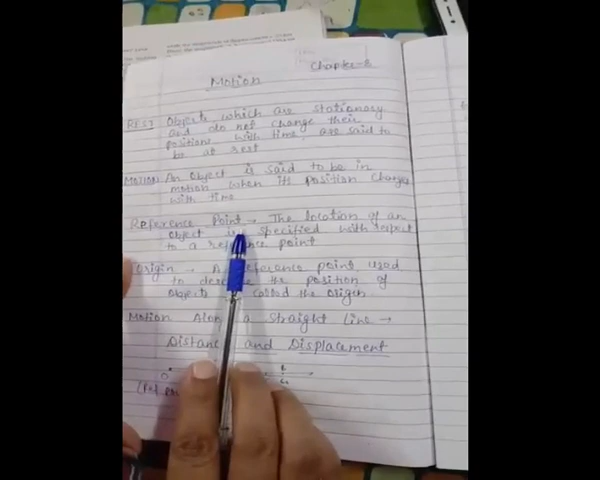 Chapter-8
Motion
REST Objects which are stationary
and do not change their
positions with time are said to
be at rest
MOTION An object is said to be in
motion when its position changes
with time
Reference Point → The location of an
object is specified with respect
to a reference point
Origin → A reference point used
to the position of
objects called the Origin
Motion Along a Straight Line →
Distance and Displacement